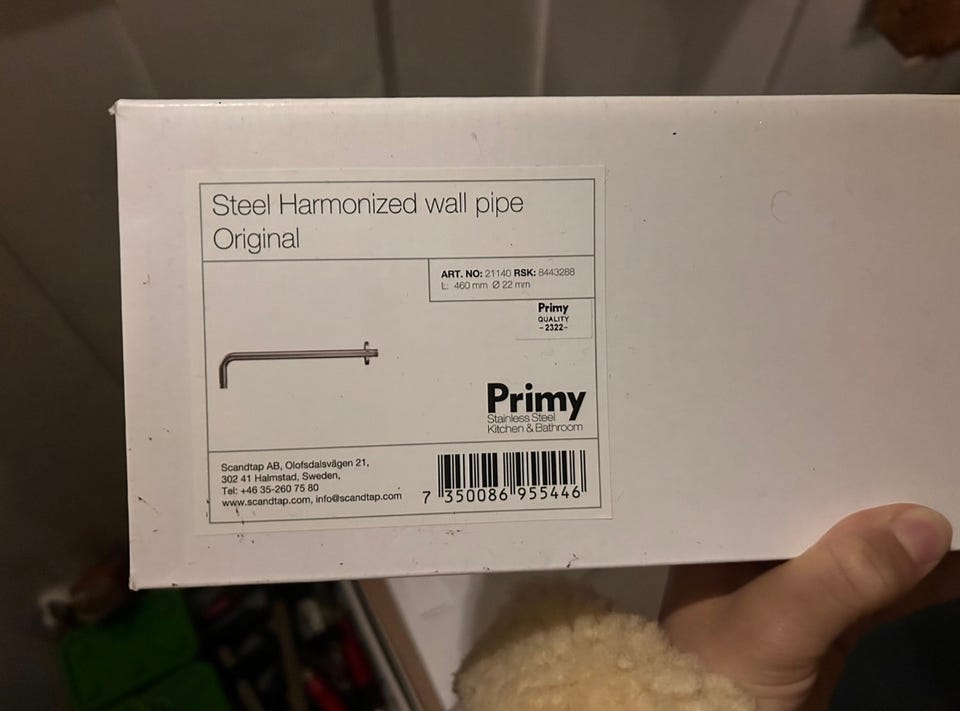 Steel Harmonized wall pipe
Original
ART. NO: 21140 RSK: 8443288
L: 460 mm Ø 22 mm
Primy
QUALITY
-2322-
Primy
Stainless Steel
Kitchen & Bathroom
Scandtap AB, Olofsdalsvägen 21,
302 41 Halmstad, Sweden,
Tel: +46 35-260 75 80
www.scandtap.com, info@scandtap.com
7 350086 955446